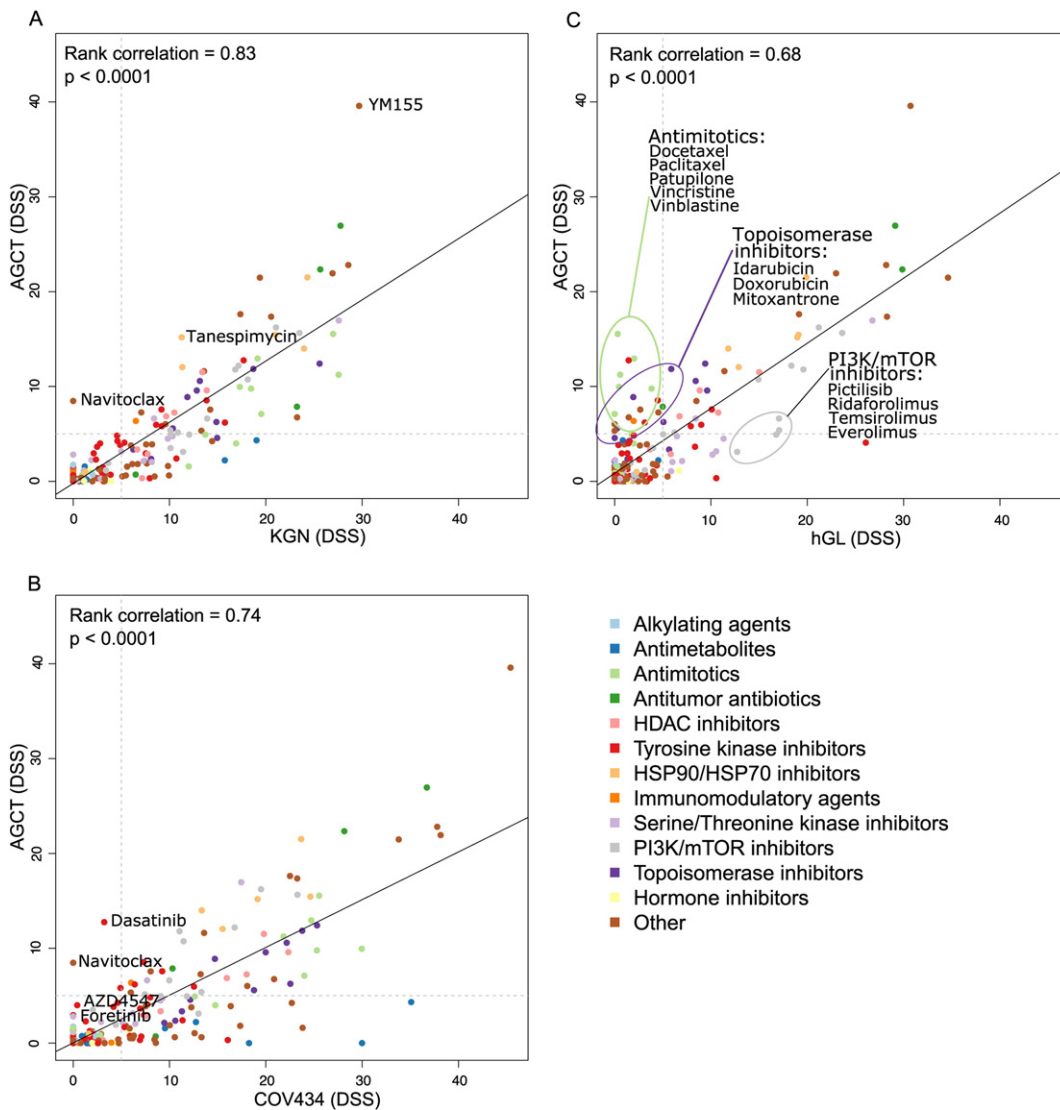 A
Rank correlation = 0.83
p < 0.0001
YM155
Tanespimycin
Navitoclax
AGCT (DSS)
0
10
20
30
40
0
10
20
30
40
KGN (DSS)
C
Rank correlation = 0.68
p < 0.0001
Antimitotics:
Docetaxel
Paclitaxel
Patupilone
Vincristine
Vinblastine
Topoisomerase
inhibitors:
Idarubicin
Doxorubicin
Mitoxantrone
PI3K/mTOR
inhibitors:
Pictilisib
Ridaforolimus
Temsirolimus
Everolimus
AGCT (DSS)
0
10
20
30
40
0
10
20
30
40
hGL (DSS)
B
Rank correlation = 0.74
p < 0.0001
Dasatinib
Navitoclax
AZD4547
Foretinib
AGCT (DSS)
0
10
20
30
40
0
10
20
30
40
COV434 (DSS)
Alkylating agents
Antimetabolites
Antimitotics
Antitumor antibiotics
HDAC inhibitors
Tyrosine kinase inhibitors
HSP90/HSP70 inhibitors
Immunomodulatory agents
Serine/Threonine kinase inhibitors
PI3K/mTOR inhibitors
Topoisomerase inhibitors
Hormone inhibitors
Other